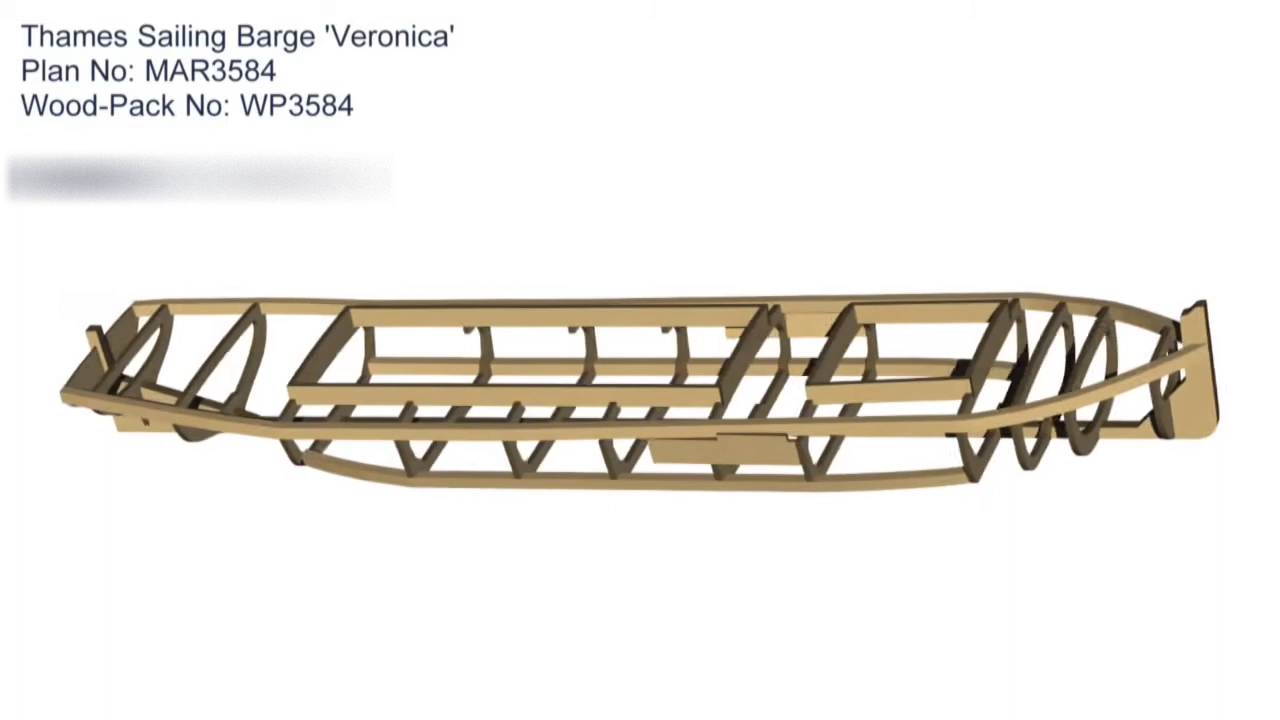 Thames Sailing Barge 'Veronica'
Plan No: MAR3584
Wood-Pack No: WP3584